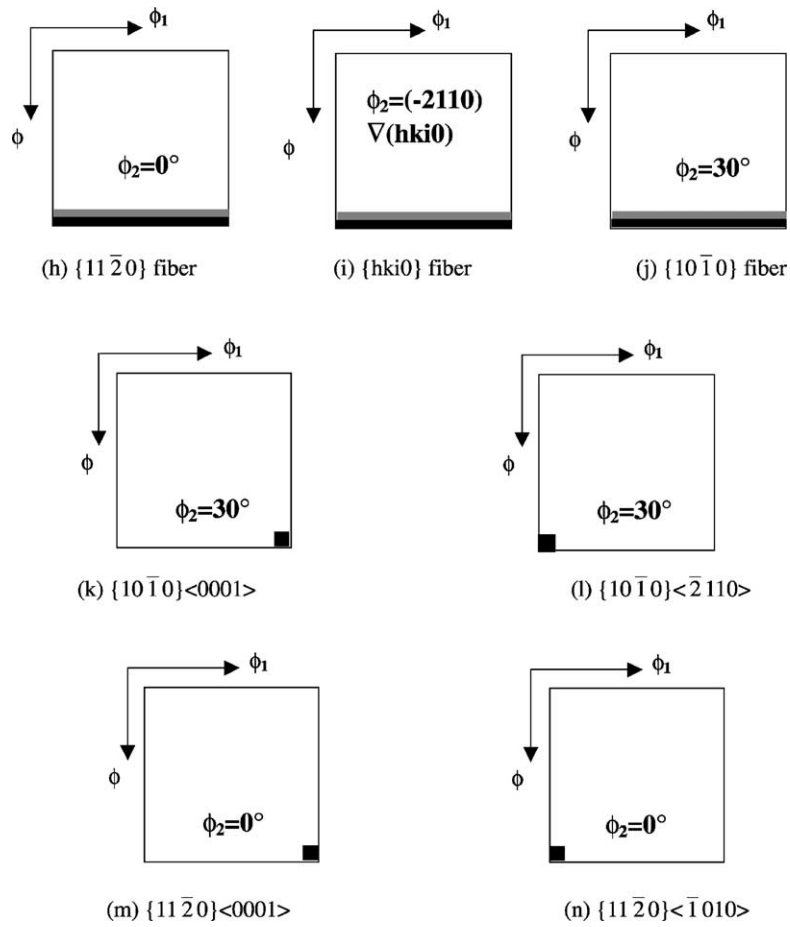 ϕ₁
ϕ₁
ϕ₁
ϕ
ϕ₂=0°
ϕ
ϕ₂=(-2110)
∇(hki0)
ϕ
ϕ₂=30°
(h) {11 2̅ 0} fiber
(i) {hki0} fiber
(j) {10 1̅ 0} fiber
ϕ₁
ϕ₁
ϕ
ϕ₂=30°
ϕ
ϕ₂=30°
(k) {10 1̅ 0}<0001>
(l) {10 1̅ 0}<2̅ 110>
ϕ₁
ϕ₁
ϕ
ϕ₂=0°
ϕ
ϕ₂=0°
(m) {11 2̅ 0}<0001>
(n) {11 2̅ 0}<1̅ 010>